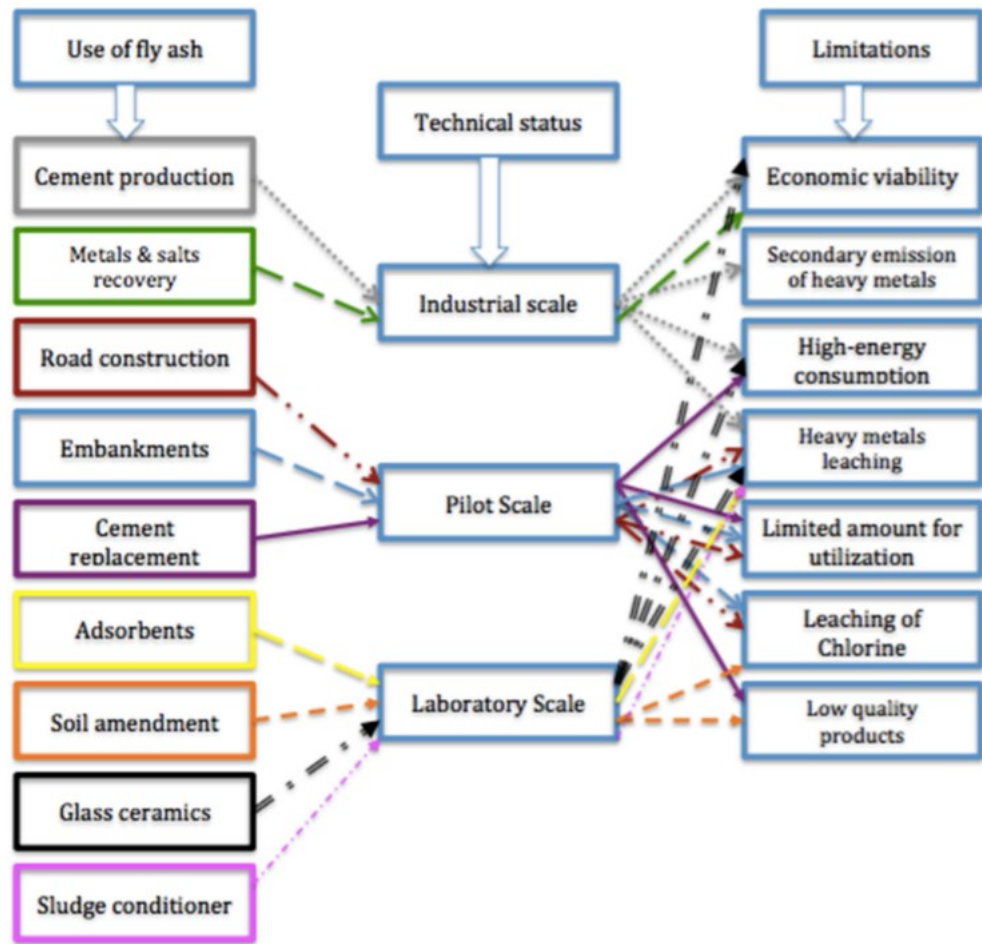 Use of fly ash
Limitations
Technical status
Cement production
Metals & salts
recovery
Road construction
Embankments
Cement
replacement
Adsorbents
Soil amendment
Glass ceramics
Sludge conditioner
Industrial scale
Pilot Scale
Laboratory Scale
Economic viability
Secondary emission
of heavy metals
High-energy
consumption
Heavy metals
leaching
Limited amount for
utilization
Leaching of
Chlorine
Low quality
products